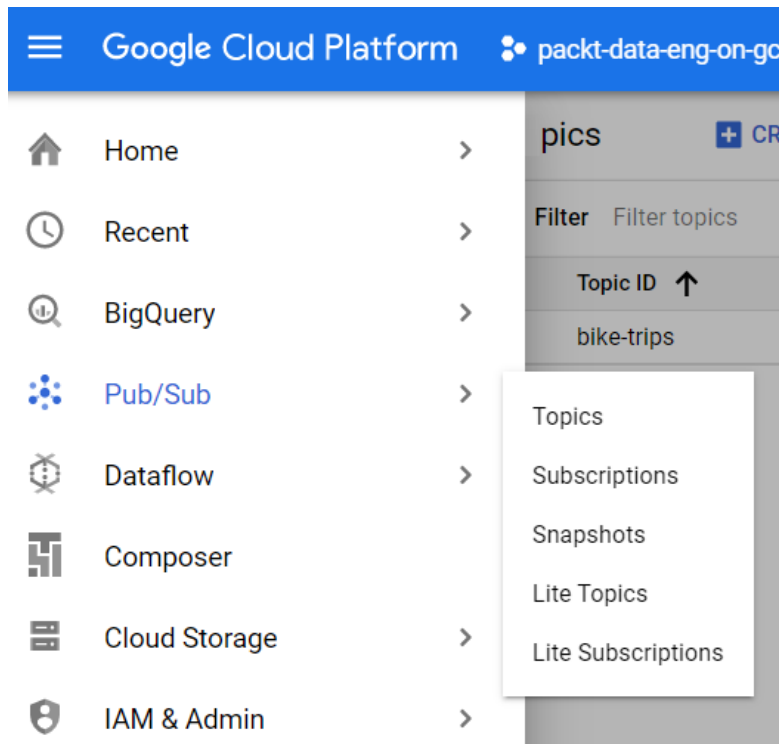 Google Cloud Platform packt-data-eng-on-gc
Home
Recent
BigQuery
Pub/Sub
Dataflow
Composer
Cloud Storage
IAM & Admin
pics CR
Filter Filter topics
Topic ID
bike-trips
Topics
Subscriptions
Snapshots
Lite Topics
Lite Subscriptions